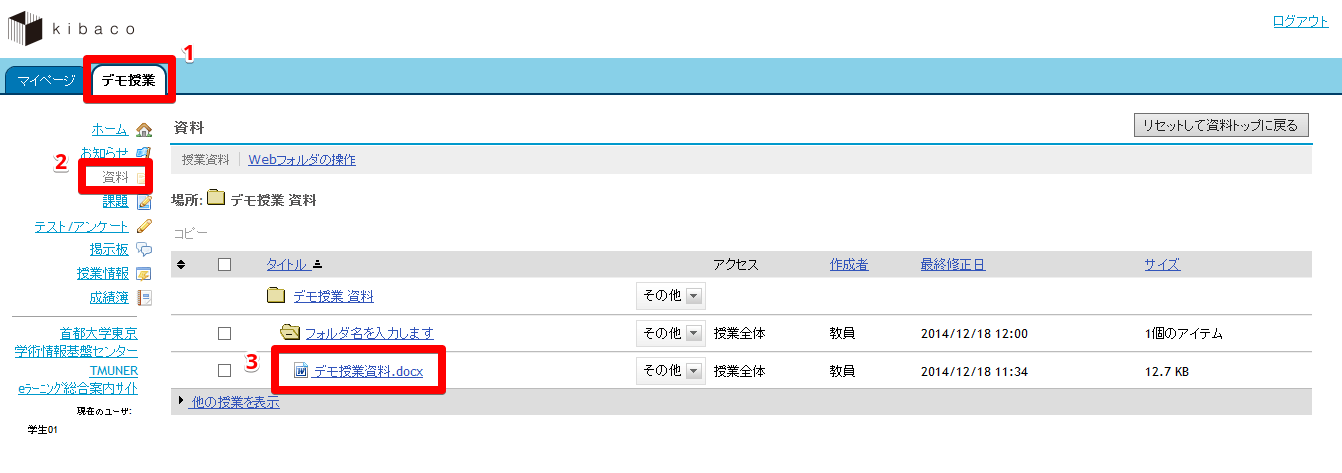 kibaco
ログアウト
1
マイページ デモ授業
ホーム
お知らせ
2
資料
課題
テスト/アンケート
掲示板
授業情報
成績簿
首都大学東京
学術情報基盤センター
TMUNER
eラーニング総合案内サイト
現在のユーザ:
学生01
資料
リセットして資料トップに戻る
授業資料 Webフォルダの操作
場所: デモ授業 資料
コピー
タイトル アクセス 作成者 最終修正日 サイズ
デモ授業 資料 その他
フォルダ名を入力します その他 授業全体 教員 2014/12/18 12:00 1個のアイテム
3
デモ授業資料.docx その他 授業全体 教員 2014/12/18 11:34 12.7 KB
他の授業を表示